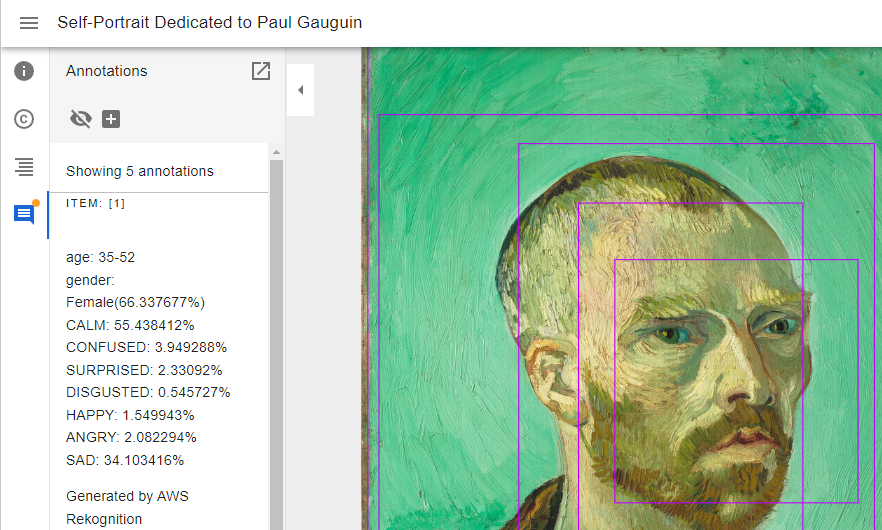 Self-Portrait Dedicated to Paul Gauguin
Annotations
Showing 5 annotations
ITEM: [1]
age: 35-52
gender:
Female(66.337677%)
CALM: 55.438412%
CONFUSED: 3.949288%
SURPRISED: 2.33092%
DISGUSTED: 0.545727%
HAPPY: 1.549943%
ANGRY: 2.082294%
SAD: 34.103416%
Generated by AWS
Rekognition